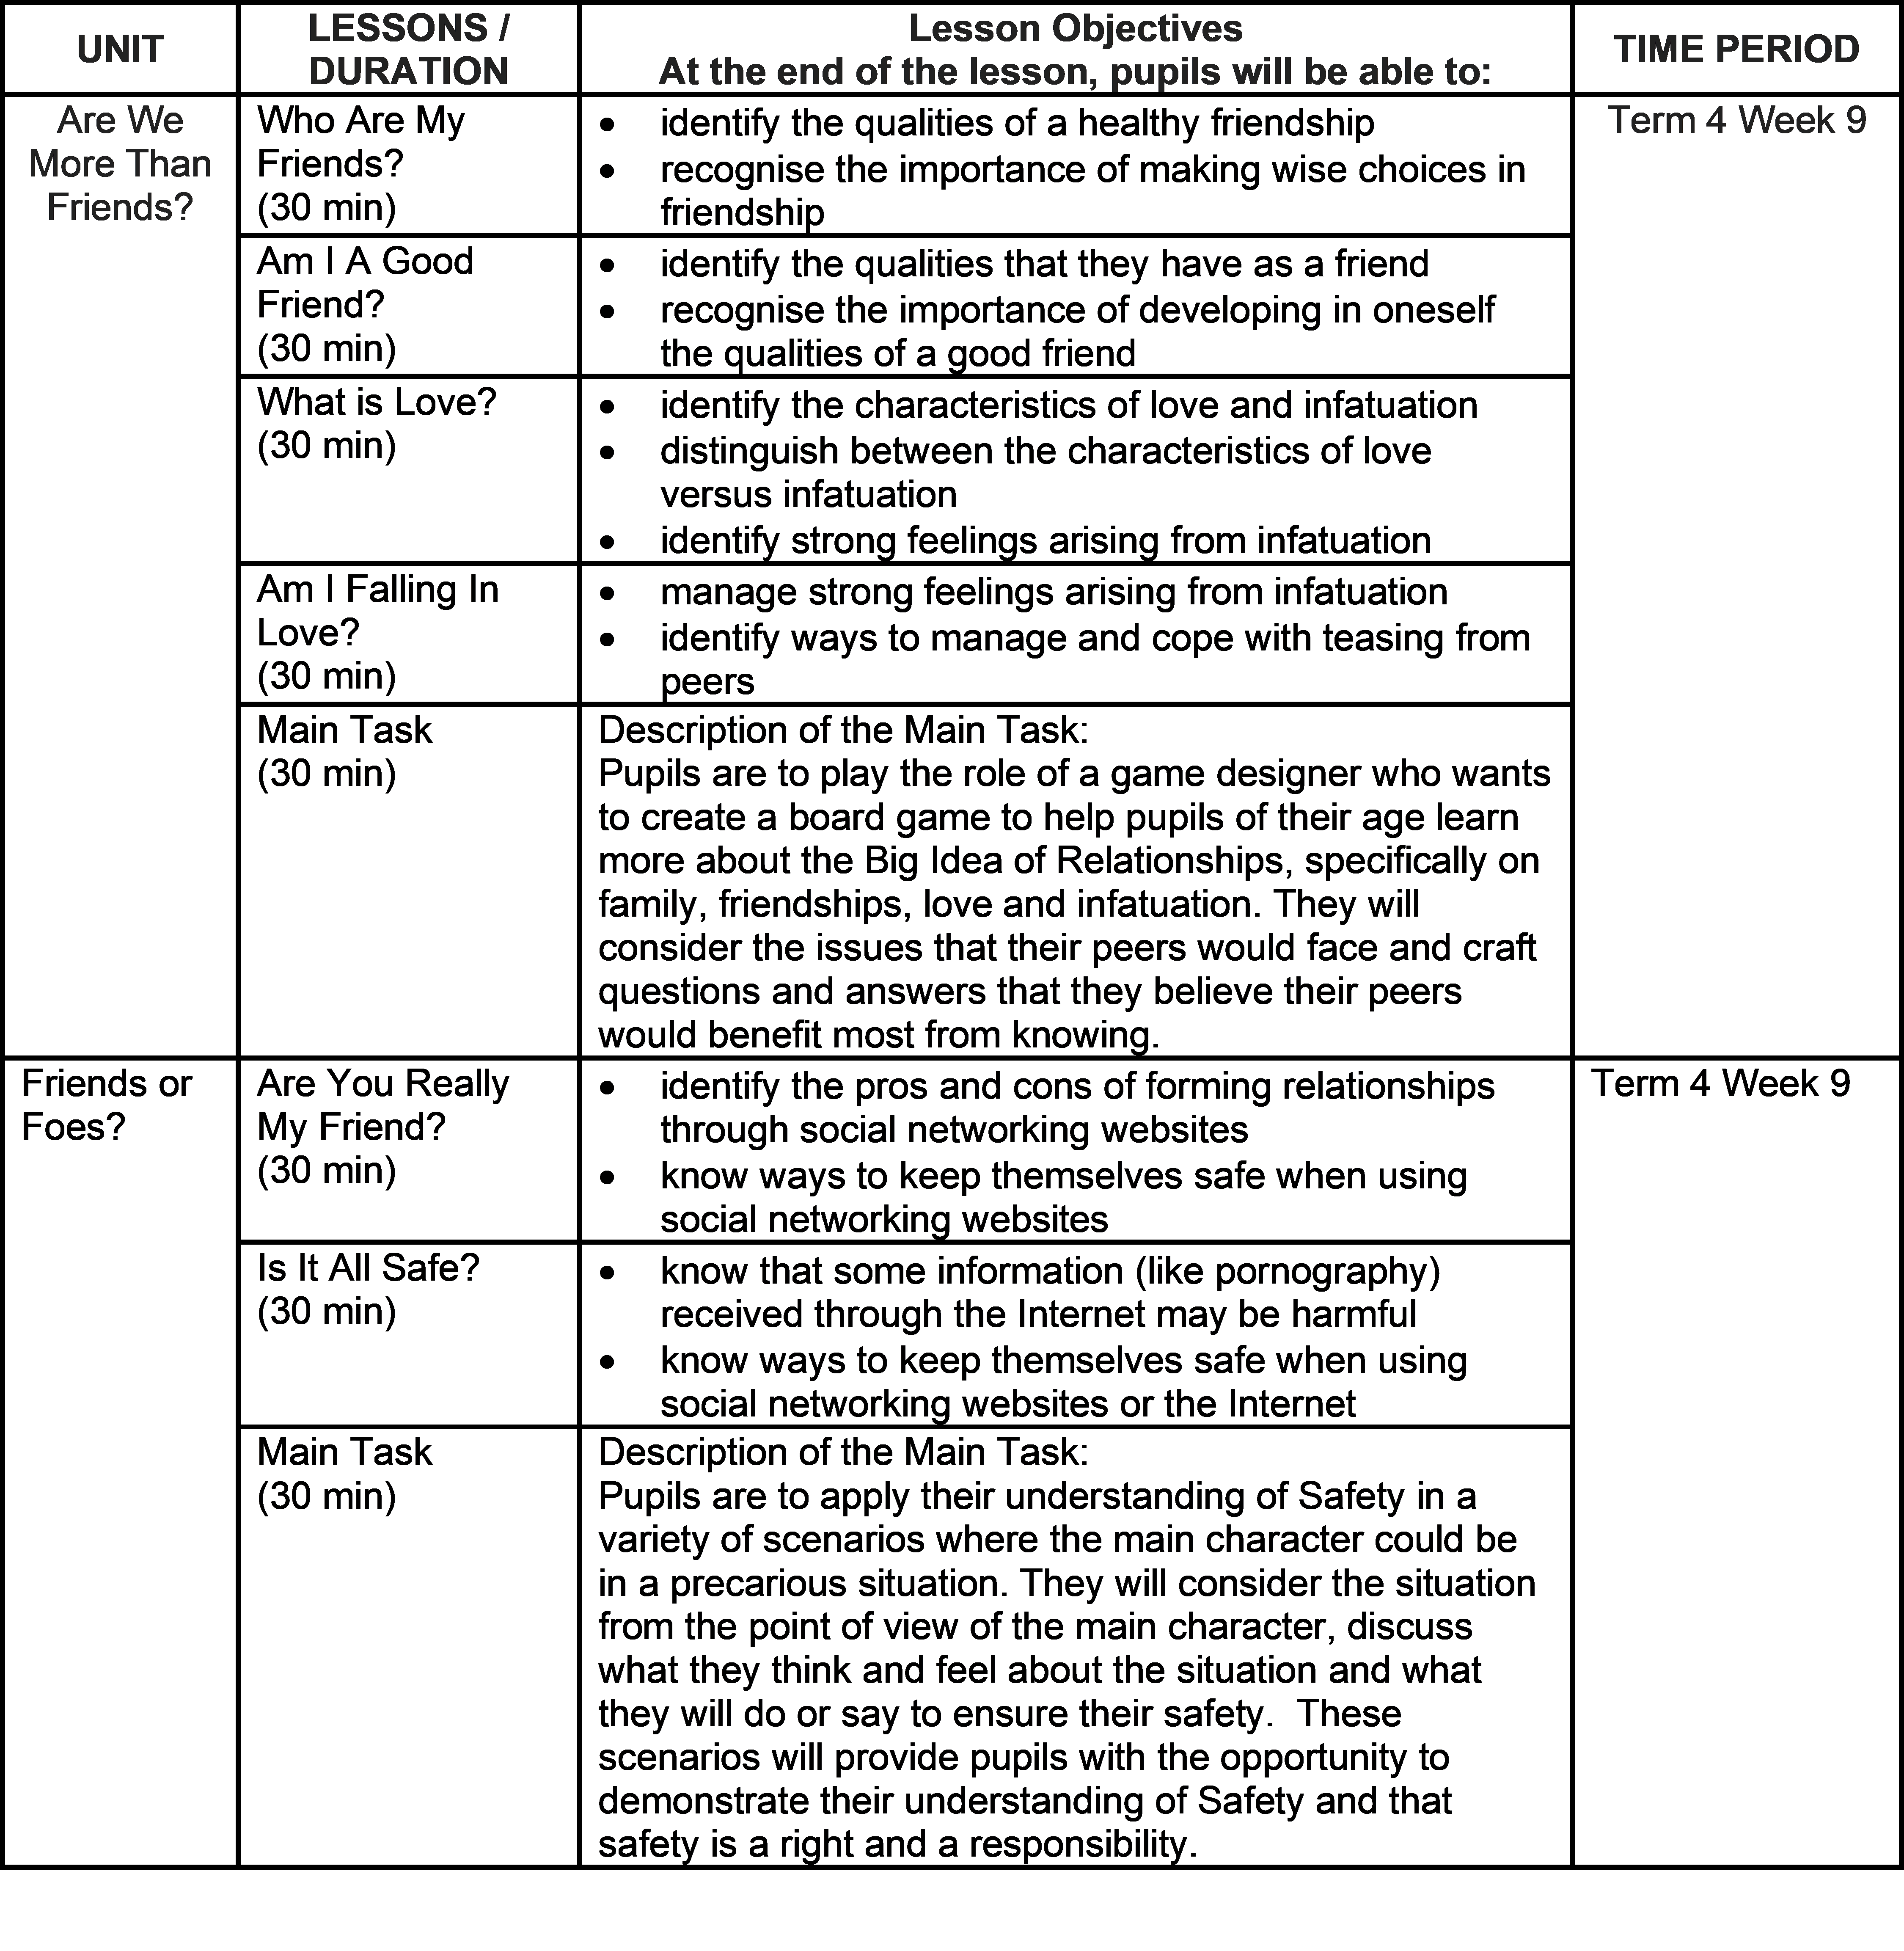 UNIT
LESSONS /
DURATION
Lesson Objectives
At the end of the lesson, pupils will be able to:
TIME PERIOD
Are We
More Than
Friends?
Who Are My
Friends?
(30 min)
• identify the qualities of a healthy friendship
• recognise the importance of making wise choices in
friendship
Term 4 Week 9
Am I A Good
Friend?
(30 min)
• identify the qualities that they have as a friend
• recognise the importance of developing in oneself
the qualities of a good friend
What is Love?
(30 min)
• identify the characteristics of love and infatuation
• distinguish between the characteristics of love
versus infatuation
• identify strong feelings arising from infatuation
Am I Falling In
Love?
(30 min)
• manage strong feelings arising from infatuation
• identify ways to manage and cope with teasing from
peers
Main Task
(30 min)
Description of the Main Task:
Pupils are to play the role of a game designer who wants
to create a board game to help pupils of their age learn
more about the Big Idea of Relationships, specifically on
family, friendships, love and infatuation. They will
consider the issues that their peers would face and craft
questions and answers that they believe their peers
would benefit most from knowing.
Friends or
Foes?
Are You Really
My Friend?
(30 min)
• identify the pros and cons of forming relationships
through social networking websites
• know ways to keep themselves safe when using
social networking websites
Term 4 Week 9
Is It All Safe?
(30 min)
• know that some information (like pornography)
received through the Internet may be harmful
• know ways to keep themselves safe when using
social networking websites or the Internet
Main Task
(30 min)
Description of the Main Task:
Pupils are to apply their understanding of Safety in a
variety of scenarios where the main character could be
in a precarious situation. They will consider the situation
from the point of view of the main character, discuss
what they think and feel about the situation and what
they will do or say to ensure their safety.  These
scenarios will provide pupils with the opportunity to
demonstrate their understanding of Safety and that
safety is a right and a responsibility.